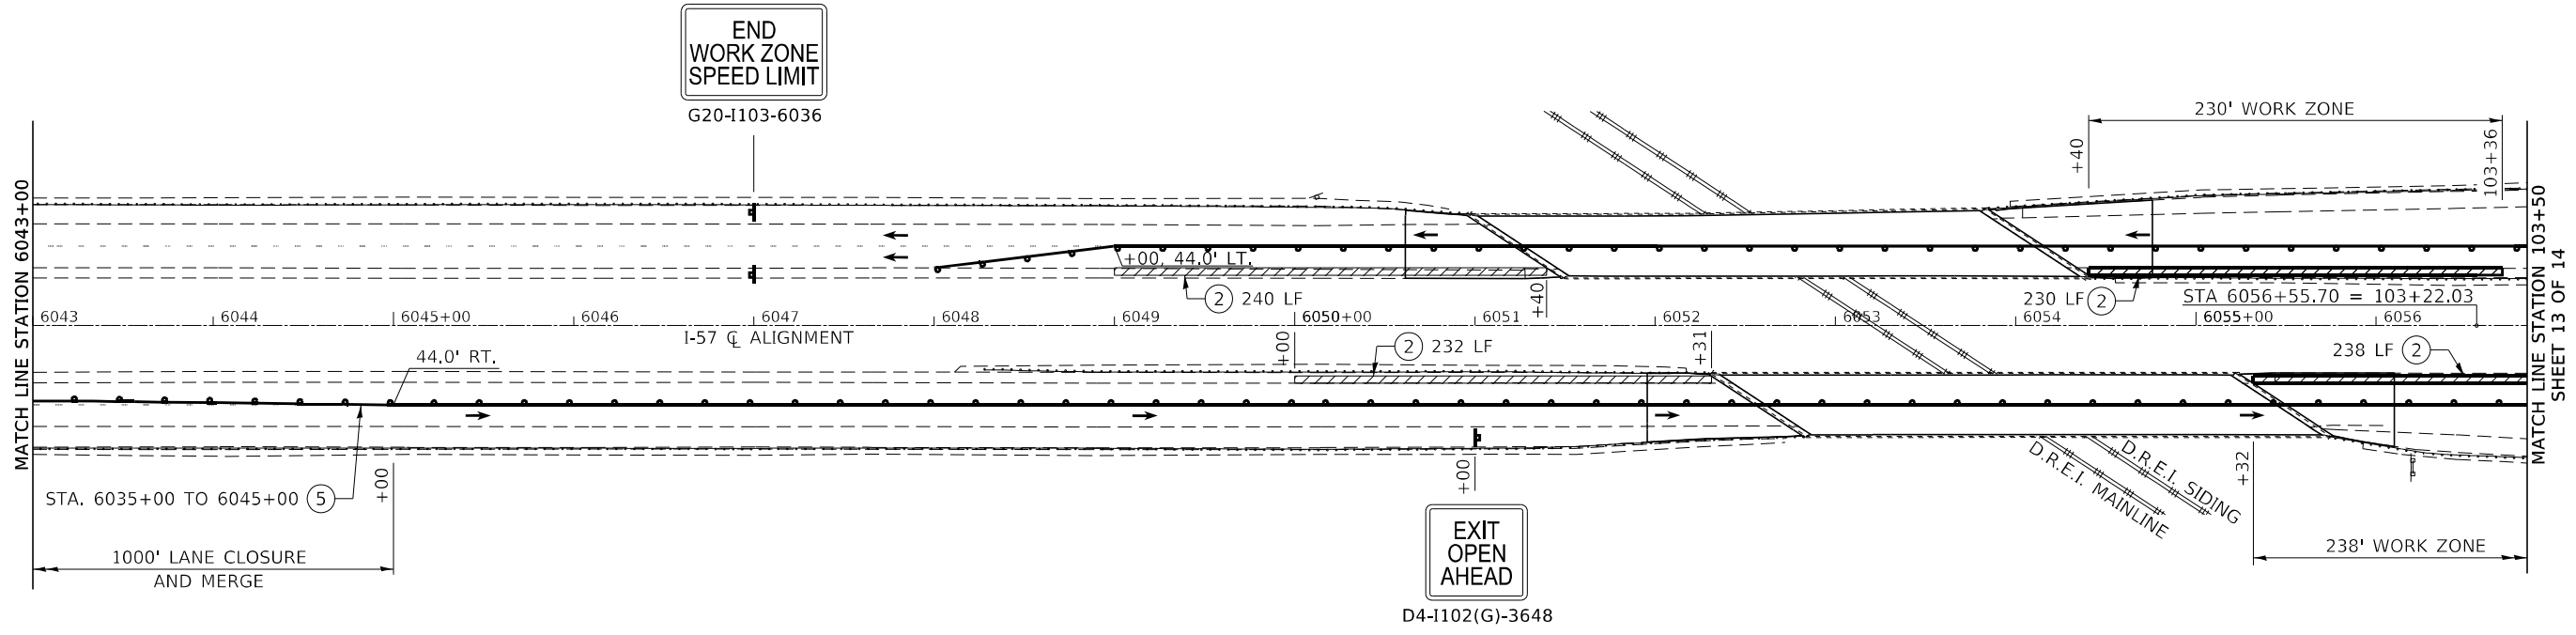 END
WORK ZONE
SPEED LIMIT
G20-I103-6036
230' WORK ZONE
+40
103+36
MATCH LINE STATION 6043+00
MATCH LINE STATION 103+50
SHEET 13 OF 14
+00, 44.0' LT.
2 240 LF
+40
230 LF 2
STA 6056+55.70 = 103+22.03
6043
6044
6045+00
6046
6047
6048
6049
6050+00
6051
6052
6053
6054
6055+00
6056
I-57 ℄ ALIGNMENT
44.0' RT.
+00
2 232 LF
+31
238 LF 2
STA. 6035+00 TO 6045+00 5
+00
+00
D.R.E.I. MAINLINE
D.R.E.I. SIDING
+32
1000' LANE CLOSURE
AND MERGE
EXIT
OPEN
AHEAD
D4-I102(G)-3648
238' WORK ZONE